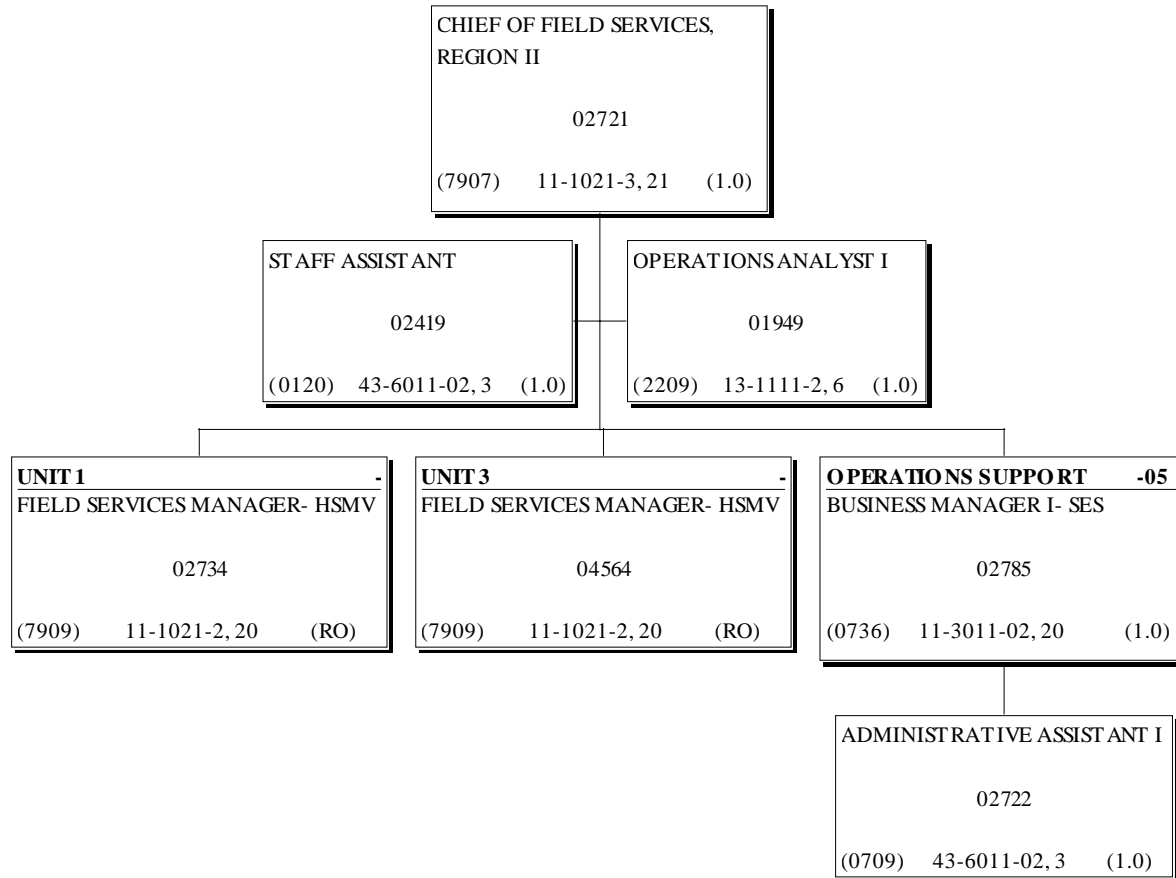 CHIEF OF FIELD SERVICES,
REGION II
02721
(7907) 11-1021-3, 21 (1.0)
STAFF ASSISTANT
02419
(0120) 43-6011-02, 3 (1.0)
OPERATIONS ANALYST I
01949
(2209) 13-1111-2, 6 (1.0)
UNIT 1 -
FIELD SERVICES MANAGER- HSMV
02734
(7909) 11-1021-2, 20 (RO)
UNIT 3 -
FIELD SERVICES MANAGER- HSMV
04564
(7909) 11-1021-2, 20 (RO)
OPERATIONS SUPPORT -05
BUSINESS MANAGER I- SES
02785
(0736) 11-3011-02, 20 (1.0)
ADMINISTRATIVE ASSISTANT I
02722
(0709) 43-6011-02, 3 (1.0)